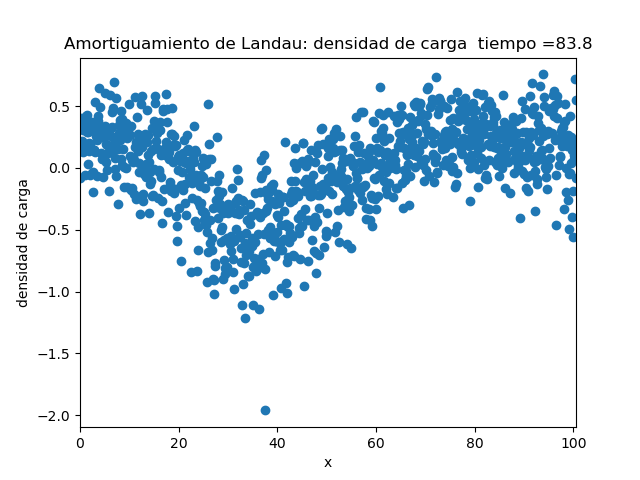 Amortiguamiento de Landau: densidad de carga  tiempo =83.8
0.5
0.0
−0.5
−1.0
−1.5
−2.0
densidad de carga
0 20 40 60 80 100
x